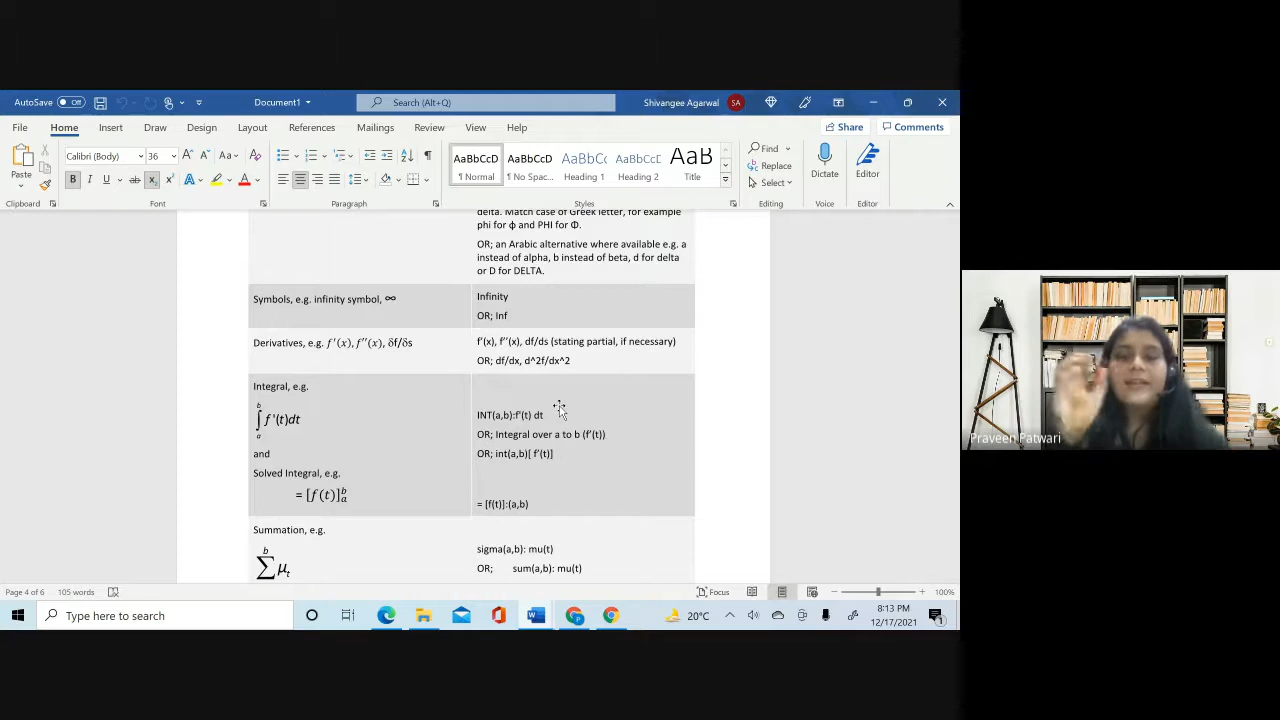 AutoSave Off
Document1
Search (Alt+Q)
Shivangee Agarwal SA
File Home Insert Draw Design Layout References Mailings Review View Help
Share Comments
Calibri (Body) 36
Paste
AaBbCcD AaBbCcD AaBbCc AaBbCcD AaB
¶ Normal ¶ No Spac... Heading 1 Heading 2 Title
Find
Replace
Select
Dictate Editor
Clipboard Font Paragraph Styles Editing Voice Editor
delta. Match case of Greek letter, for example
phi for ϕ and PHI for Φ.
OR; an Arabic alternative where available e.g. a
instead of alpha, b instead of beta, d for delta
or D for DELTA.
Symbols, e.g. infinity symbol, ∞
Infinity
OR; Inf
Derivatives, e.g. f′(x), f′′(x), δf/δs
f'(x), f''(x), df/ds (stating partial, if necessary)
OR; df/dx, d^2f/dx^2
Integral, e.g.
∫ₐᵇ f'(t)dt
and
Solved Integral, e.g.
= [f(t)]ₐᵇ
INT(a,b):f'(t) dt
OR; Integral over a to b (f'(t))
OR; int(a,b)[ f'(t)]
= [f(t)]:(a,b)
Summation, e.g.
b
∑ μₜ
sigma(a,b): mu(t)
OR; sum(a,b): mu(t)
Praveen Patwari
Page 4 of 6 105 words
Focus
100%
Type here to search
20°C
8:13 PM
12/17/2021